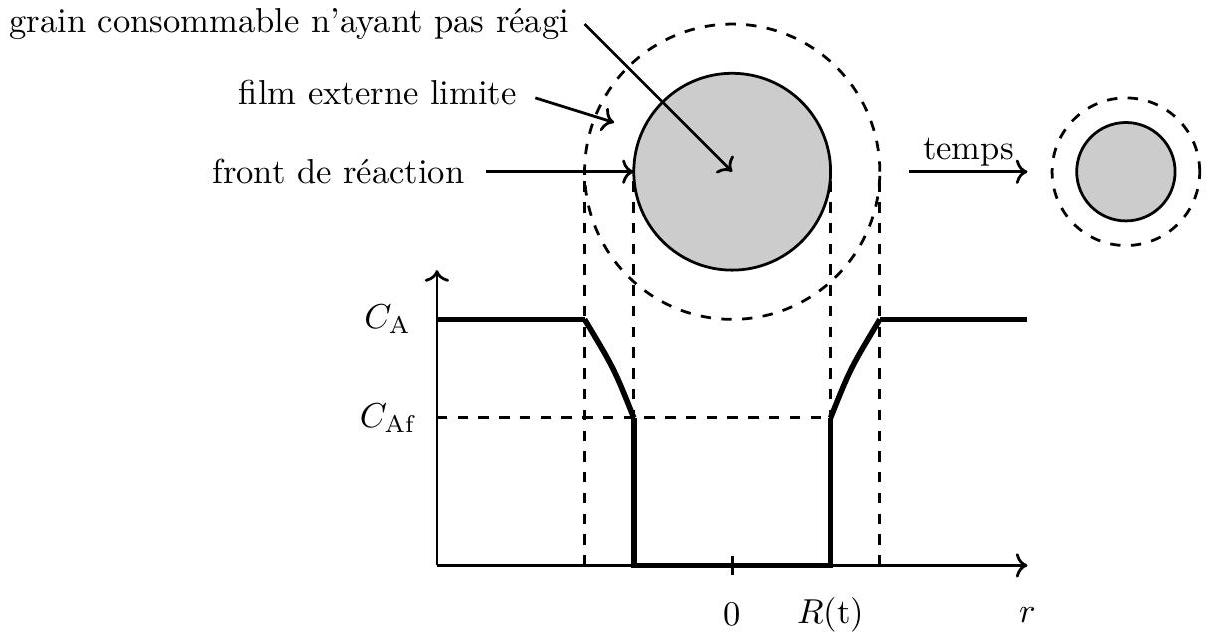 grain consommable n'ayant pas réagi
film externe limite
temps
front de réaction
C_A
C_Af
0
R(t)
r